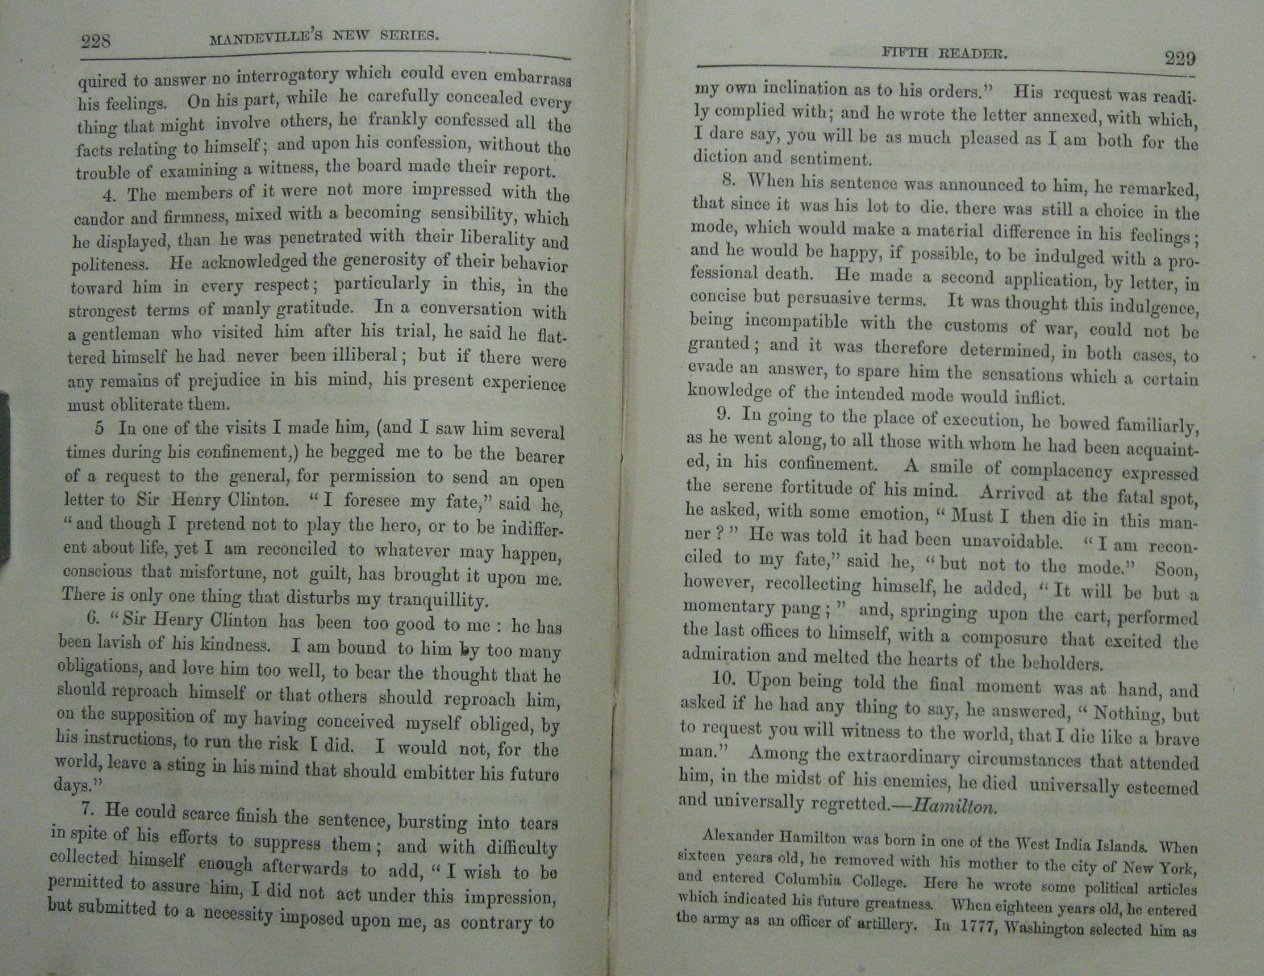 228
MANDEVILLE'S NEW SERIES.
quired to answer no interrogatory which could even embarrass
his feelings. On his part, while he carefully concealed every
thing that might involve others, he frankly confessed all the
facts relating to himself; and upon his confession, without the
trouble of examining a witness, the board made their report.
4. The members of it were not more impressed with the
candor and firmness, mixed with a becoming sensibility, which
he displayed, than he was penetrated with their liberality and
politeness. He acknowledged the generosity of their behavior
toward him in every respect; particularly in this, in the
strongest terms of manly gratitude. In a conversation with
a gentleman who visited him after his trial, he said he flat-
tered himself he had never been illiberal; but if there were
any remains of prejudice in his mind, his present experience
must obliterate them.
5 In one of the visits I made him, (and I saw him several
times during his confinement,) he begged me to be the bearer
of a request to the general, for permission to send an open
letter to Sir Henry Clinton. "I foresee my fate," said he,
"and though I pretend not to play the hero, or to be indiffer-
ent about life, yet I am reconciled to whatever may happen,
conscious that misfortune, not guilt, has brought it upon me.
There is only one thing that disturbs my tranquillity.
6. "Sir Henry Clinton has been too good to me: he has
been lavish of his kindness. I am bound to him by too many
obligations, and love him too well, to bear the thought that he
should reproach himself or that others should reproach him,
on the supposition of my having conceived myself obliged, by
his instructions, to run the risk I did. I would not, for the
world, leave a sting in his mind that should embitter his future
days."
7. He could scarce finish the sentence, bursting into tears
in spite of his efforts to suppress them; and with difficulty
collected himself enough afterwards to add, "I wish to be
permitted to assure him, I did not act under this impression,
but submitted to a necessity imposed upon me, as contrary to
FIFTH READER.
229
my own inclination as to his orders." His request was readi-
ly complied with; and he wrote the letter annexed, with which,
I dare say, you will be as much pleased as I am both for the
diction and sentiment.
8. When his sentence was announced to him, he remarked,
that since it was his lot to die. there was still a choice in the
mode, which would make a material difference in his feelings;
and he would be happy, if possible, to be indulged with a pro-
fessional death. He made a second application, by letter, in
concise but persuasive terms. It was thought this indulgence,
being incompatible with the customs of war, could not be
granted; and it was therefore determined, in both cases, to
evade an answer, to spare him the sensations which a certain
knowledge of the intended mode would inflict.
9. In going to the place of execution, he bowed familiarly,
as he went along, to all those with whom he had been acquaint-
ed, in his confinement. A smile of complacency expressed
the serene fortitude of his mind. Arrived at the fatal spot,
he asked, with some emotion, "Must I then die in this man-
ner?" He was told it had been unavoidable. "I am recon-
ciled to my fate," said he, "but not to the mode." Soon,
however, recollecting himself, he added, "It will be but a
momentary pang;" and, springing upon the cart, performed
the last offices to himself, with a composure that excited the
admiration and melted the hearts of the beholders.
10. Upon being told the final moment was at hand, and
asked if he had any thing to say, he answered, "Nothing, but
to request you will witness to the world, that I die like a brave
man." Among the extraordinary circumstances that attended
him, in the midst of his enemies, he died universally esteemed
and universally regretted.—Hamilton.
Alexander Hamilton was born in one of the West India Islands. When
sixteen years old, he removed with his mother to the city of New York,
and entered Columbia College. Here he wrote some political articles
which indicated his future greatness. When eighteen years old, he entered
the army as an officer of artillery. In 1777, Washington selected him as